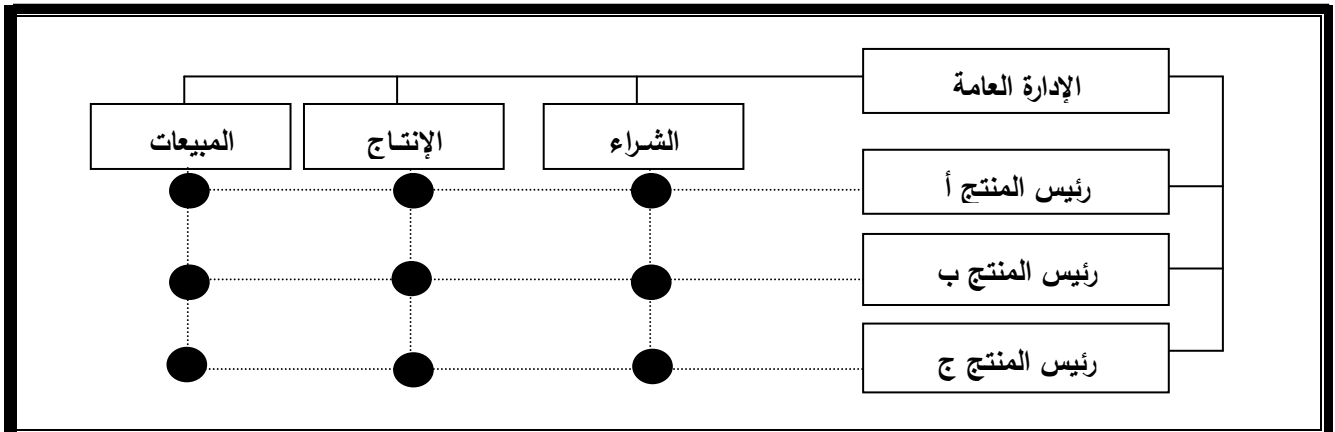 الإدارة العامة
الشـراء
الإنتـاج
المبيعات
رئيس المنتج أ
رئيس المنتج ب
رئيس المنتج ج